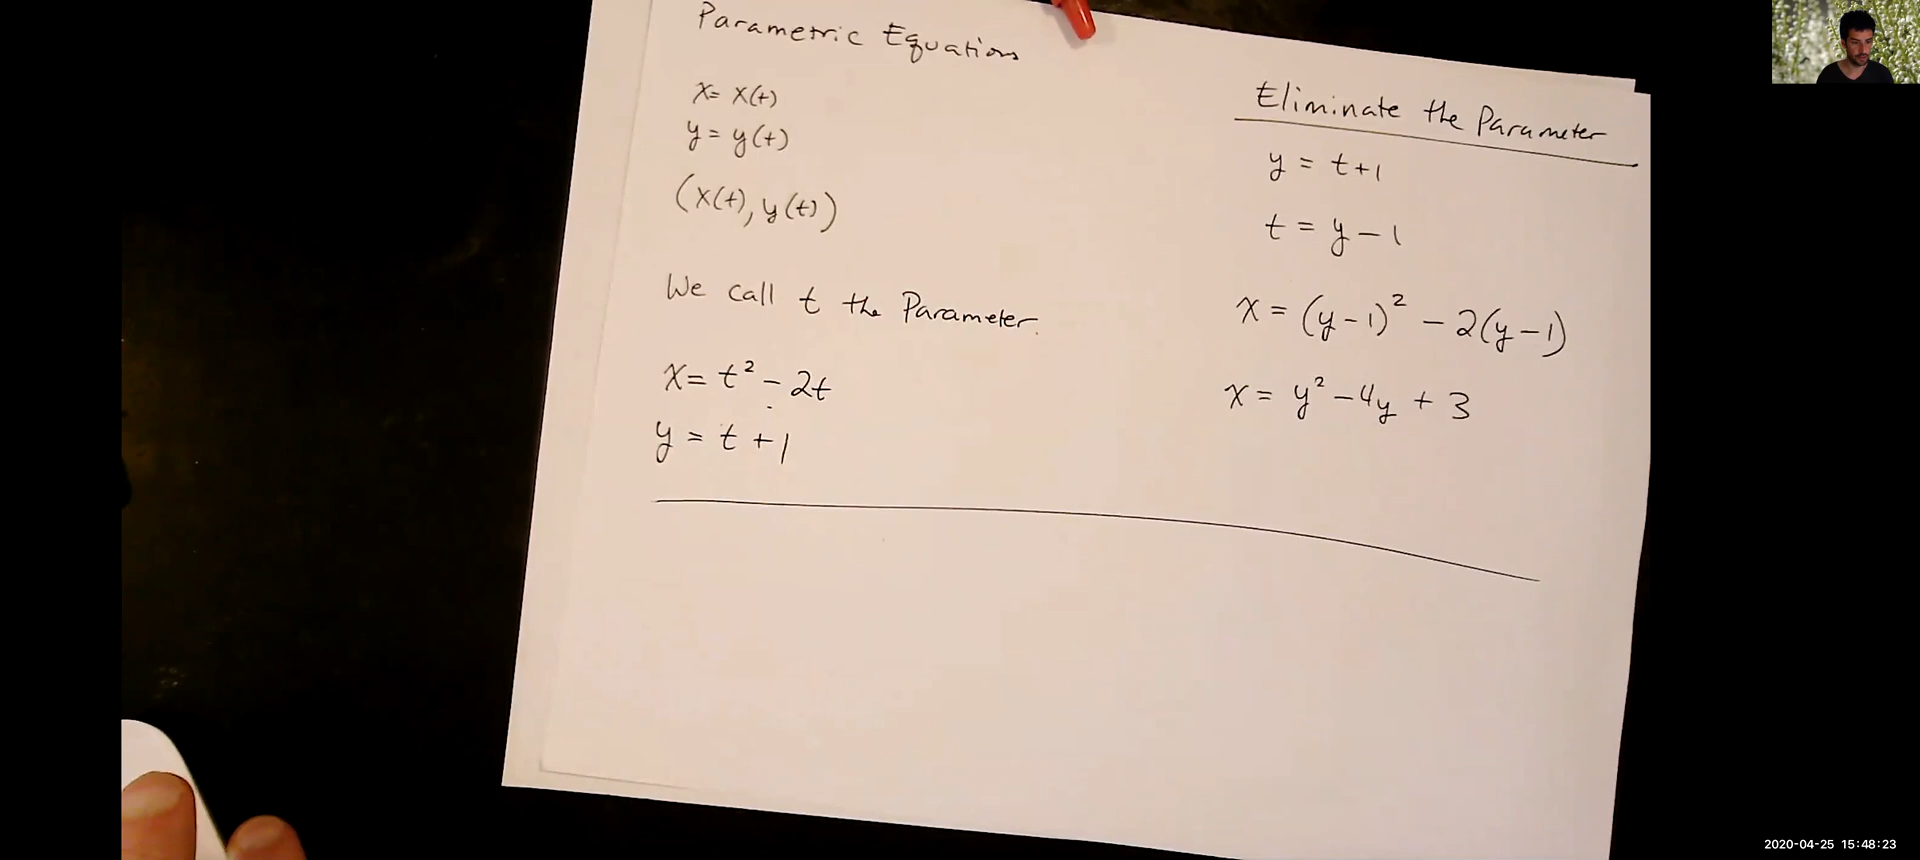 Parametric Equations
x = x(t)
y = y(t)
(x(t), y(t))
We call t the Parameter.
x = t² - 2t
y = t + 1
Eliminate the Parameter
y = t+1
t = y - 1
x = (y-1)² - 2(y-1)
x = y² - 4y + 3
2020-04-25 15:48:23